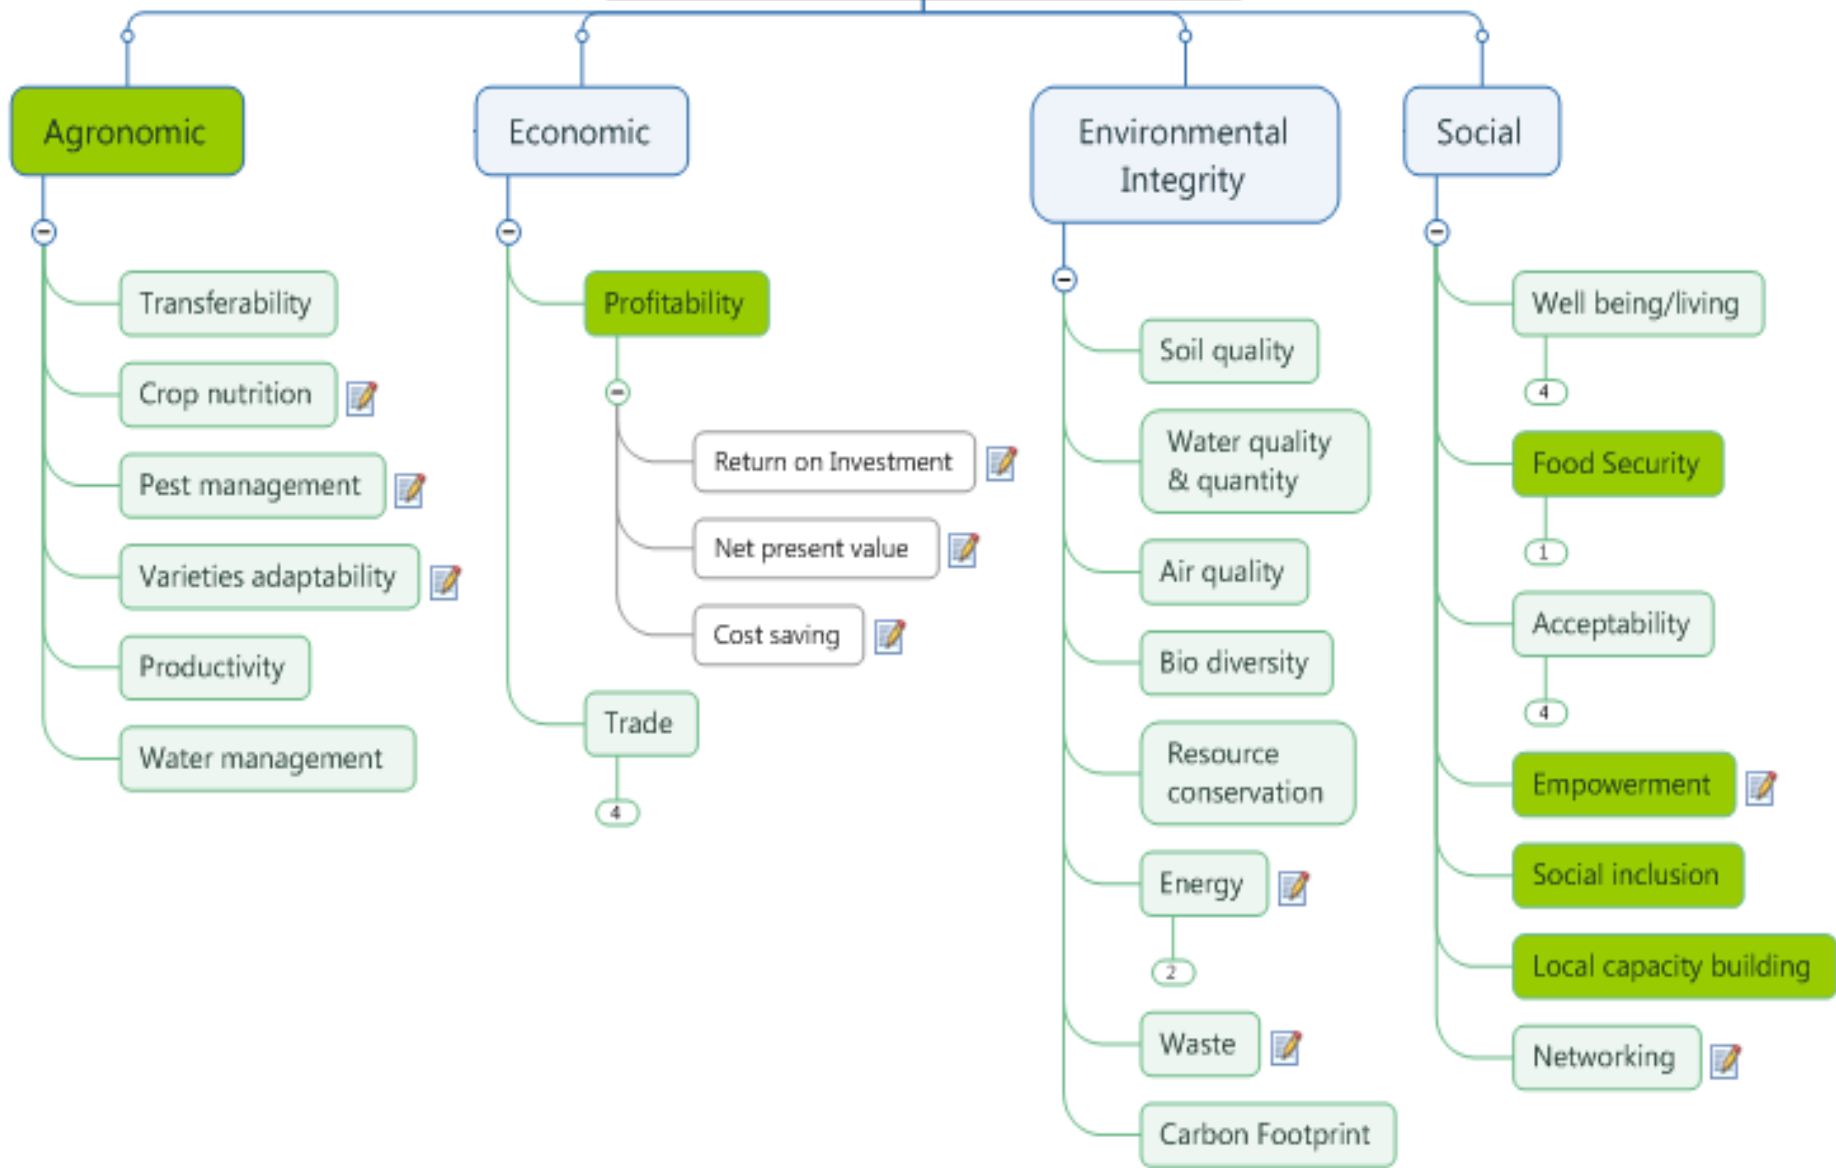 Agronomic
Transferability
Crop nutrition
Pest management
Varieties adaptability
Productivity
Water management
Economic
Profitability
Return on Investment
Net present value
Cost saving
Trade
4
Environmental
Integrity
Soil quality
Water quality
& quantity
Air quality
Bio diversity
Resource
conservation
Energy
2
Waste
Carbon Footprint
Social
Well being/living
4
Food Security
1
Acceptability
4
Empowerment
Social inclusion
Local capacity building
Networking